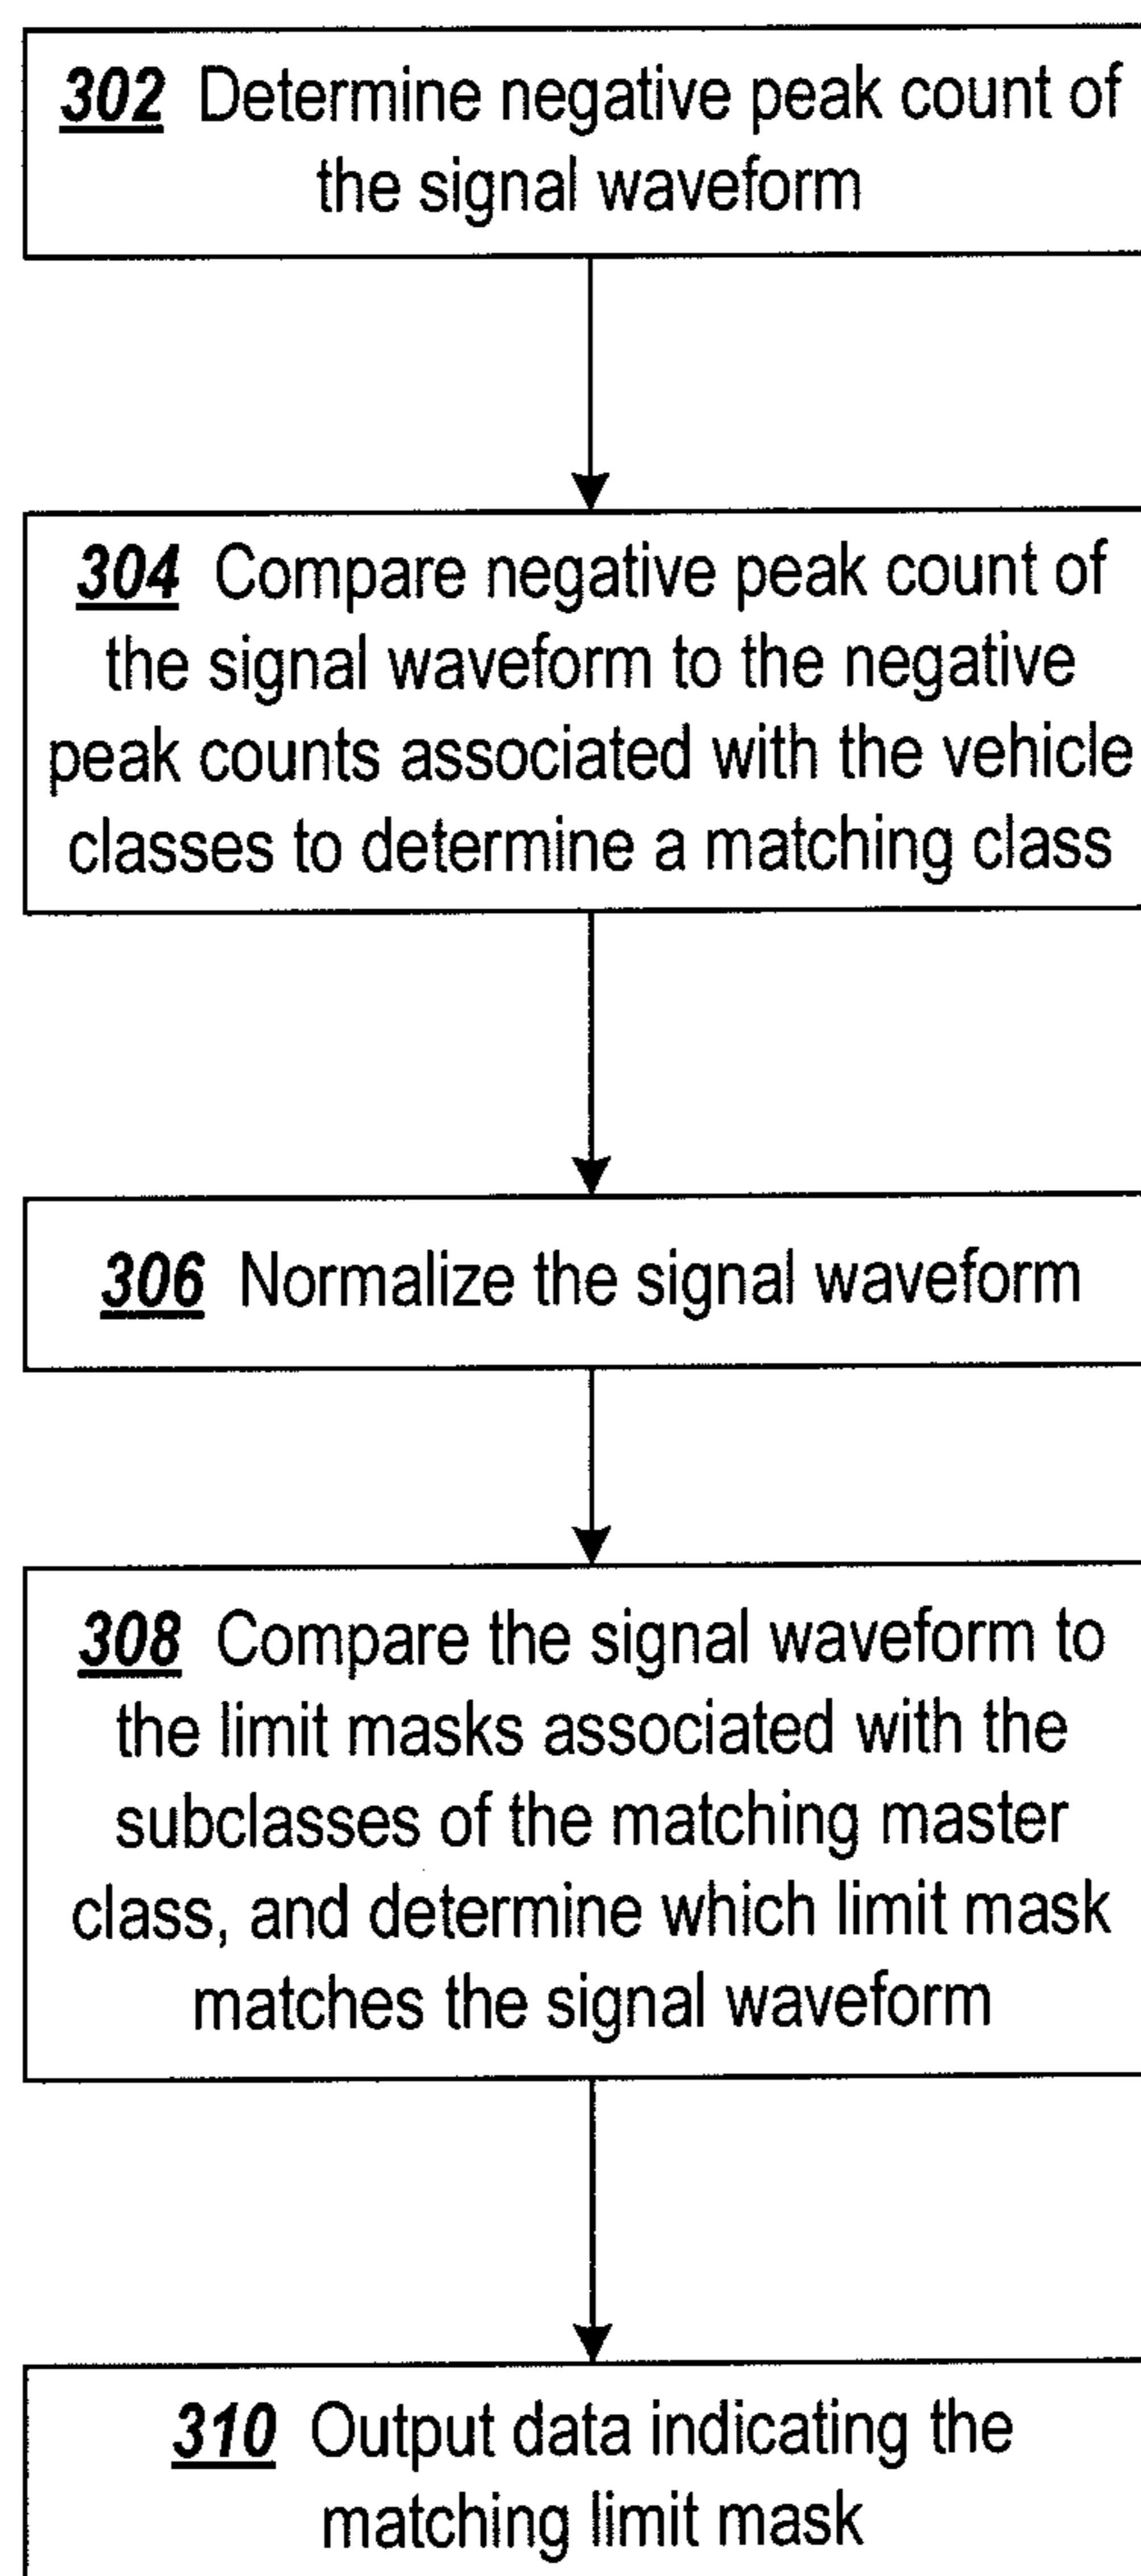 302 Determine negative peak count of
the signal waveform
304 Compare negative peak count of
the signal waveform to the negative
peak counts associated with the vehicle
classes to determine a matching class
306 Normalize the signal waveform
308 Compare the signal waveform to
the limit masks associated with the
subclasses of the matching master
class, and determine which limit mask
matches the signal waveform
310 Output data indicating the
matching limit mask